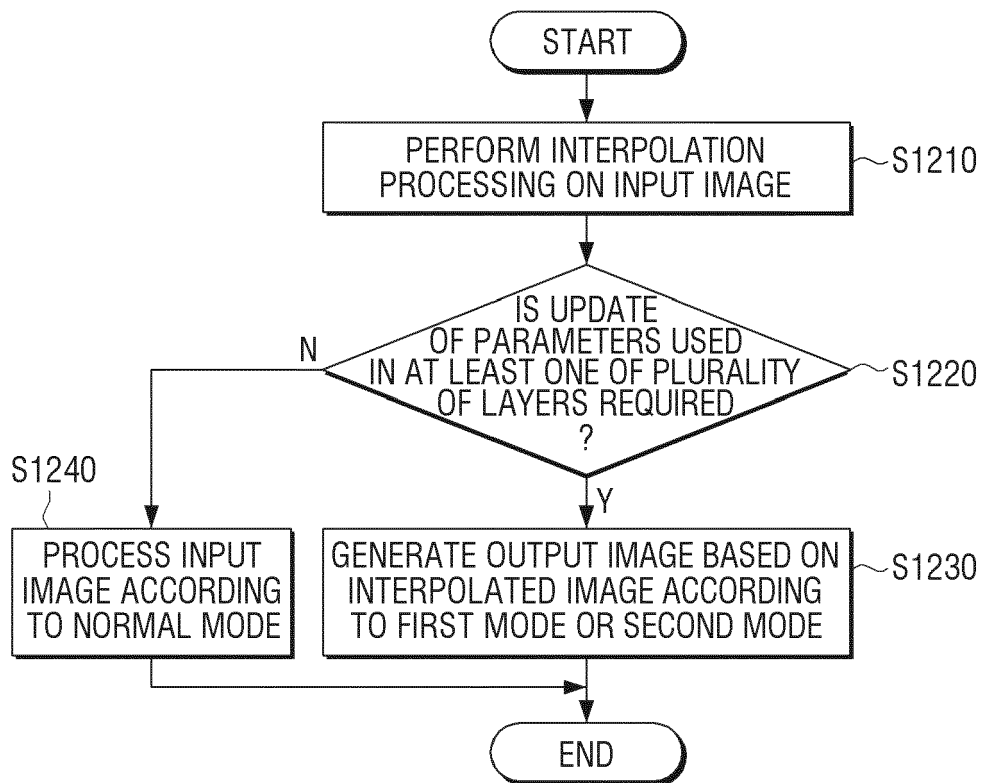 START
PERFORM INTERPOLATION
PROCESSING ON INPUT IMAGE
S1210
IS UPDATE
OF PARAMETERS USED
IN AT LEAST ONE OF PLURALITY
OF LAYERS REQUIRED
?
S1220
N
Y
S1240
PROCESS INPUT
IMAGE ACCORDING
TO NORMAL MODE
GENERATE OUTPUT IMAGE BASED ON
INTERPOLATED IMAGE ACCORDING
TO FIRST MODE OR SECOND MODE
S1230
END